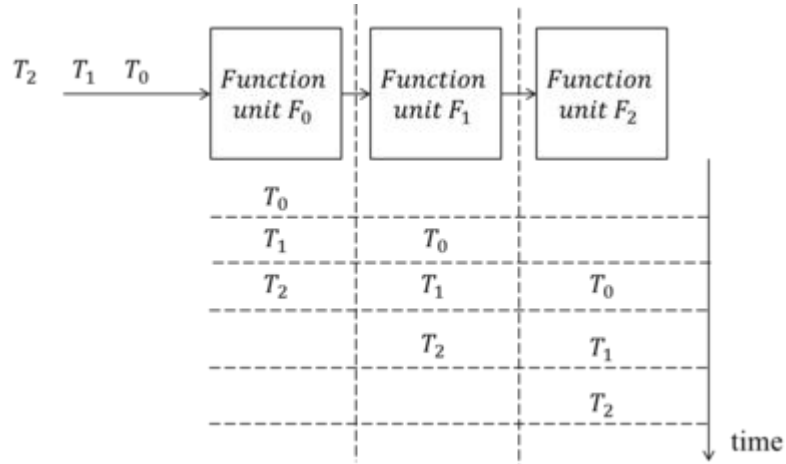 T₂ T₁ T₀
Function unit F₀
Function unit F₁
Function unit F₂
T₀
T₁ T₀
T₂ T₁ T₀
T₂ T₁
T₂
time